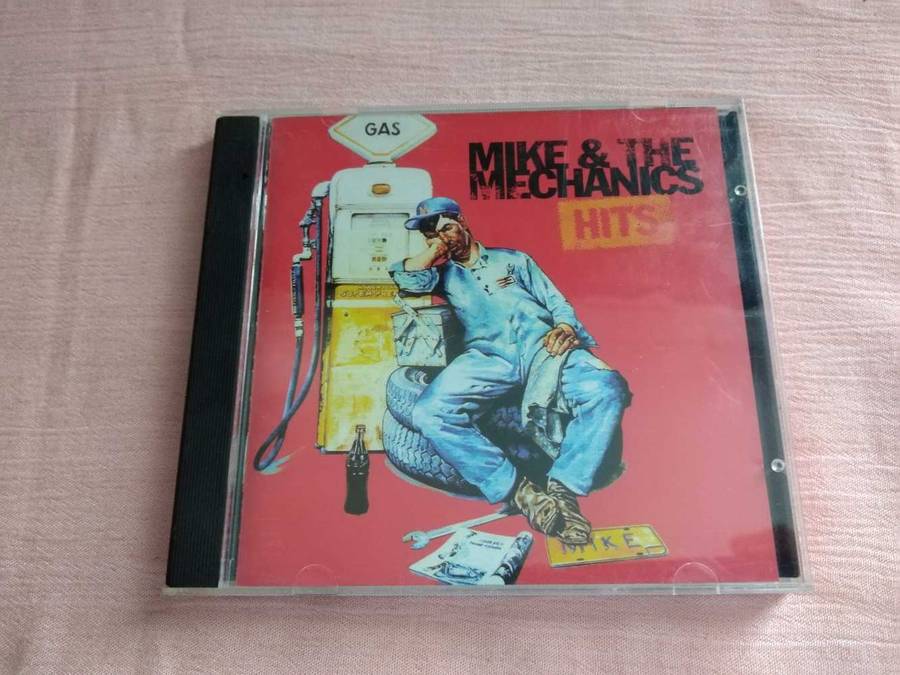 GAS
MIKE & THE
MECHANICS
HITS
MIKE